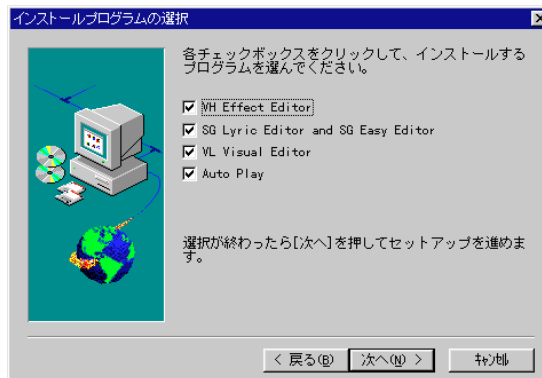 インストールプログラムの選択
各チェックボックスをクリックして、インストールする
プログラムを選んでください。
VH Effect Editor
SG Lyric Editor and SG Easy Editor
VL Visual Editor
Auto Play
選択が終わったら[次へ]を押してセットアップを進めま
す。
< 戻る(B)
次へ(N) >
キャンセル